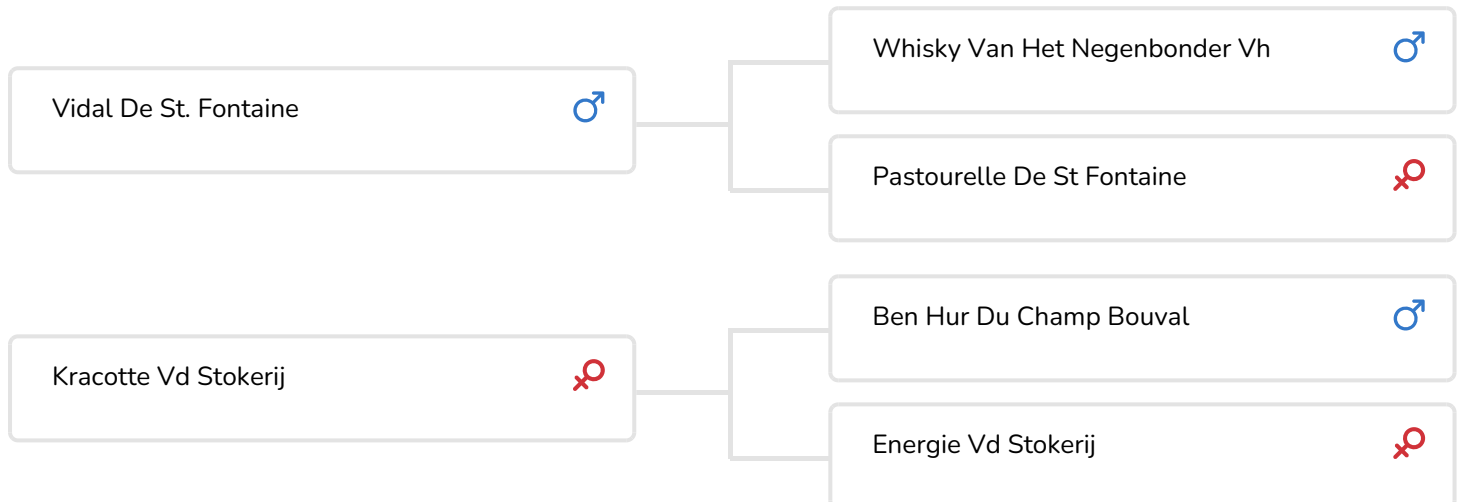 Whisky Van Het Negenbonder Vh
Vidal De St. Fontaine
Pastourelle De St Fontaine
Ben Hur Du Champ Bouval
Kracotte Vd Stokerij
Energie Vd Stokerij